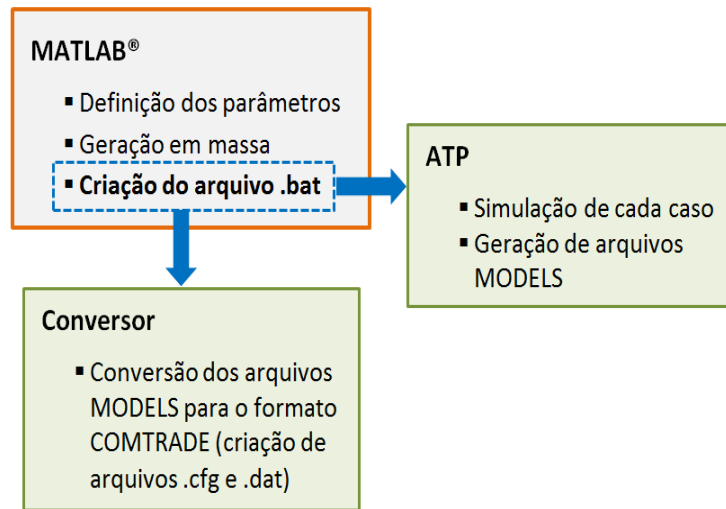 MATLAB®
▪ Definição dos parâmetros
▪ Geração em massa
▪ Criação do arquivo .bat
ATP
▪ Simulação de cada caso
▪ Geração de arquivos
MODELS
Conversor
▪ Conversão dos arquivos
MODELS para o formato
COMTRADE (criação de
arquivos .cfg e .dat)